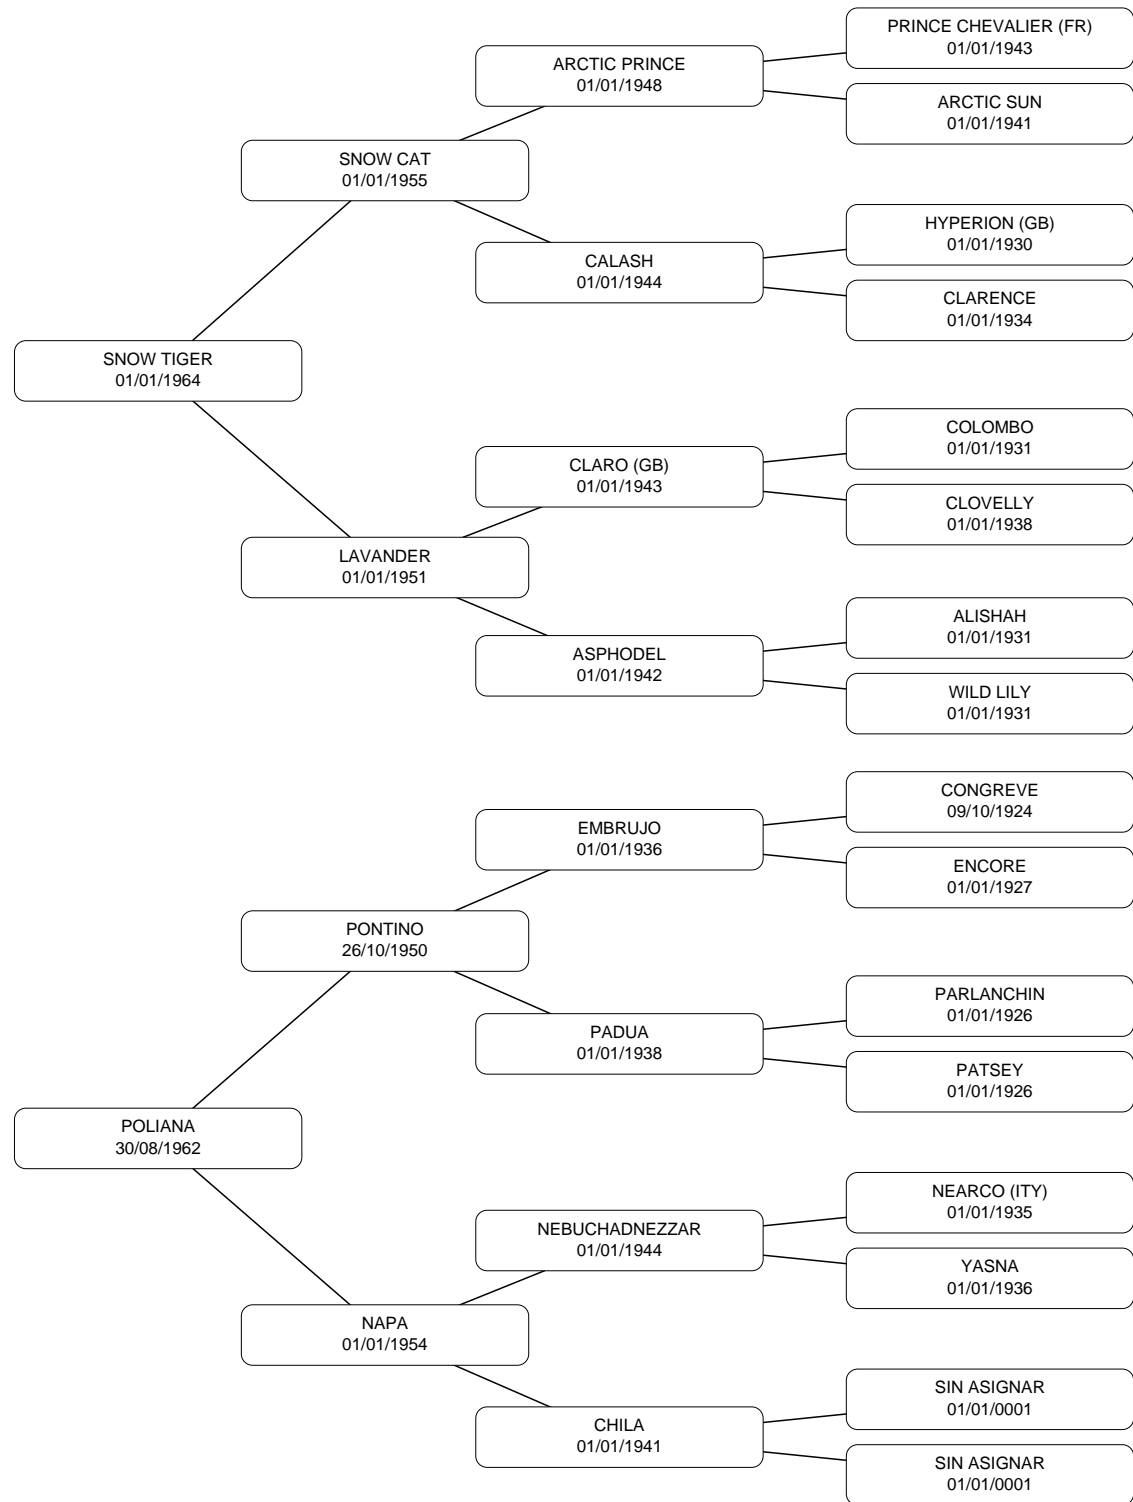 PRINCE CHEVALIER (FR)
01/01/1943
ARCTIC PRINCE
01/01/1948
ARCTIC SUN
01/01/1941
SNOW CAT
01/01/1955
HYPERION (GB)
01/01/1930
CALASH
01/01/1944
CLARENCE
01/01/1934
SNOW TIGER
01/01/1964
COLOMBO
01/01/1931
CLARO (GB)
01/01/1943
CLOVELLY
01/01/1938
LAVANDER
01/01/1951
ALISHAH
01/01/1931
ASPHODEL
01/01/1942
WILD LILY
01/01/1931
CONGREVE
09/10/1924
EMBRUJO
01/01/1936
ENCORE
01/01/1927
PONTINO
26/10/1950
PARLANCHIN
01/01/1926
PADUA
01/01/1938
PATSEY
01/01/1926
POLIANA
30/08/1962
NEARCO (ITY)
01/01/1935
NEBUCHADNEZZAR
01/01/1944
YASNA
01/01/1936
NAPA
01/01/1954
SIN ASIGNAR
01/01/0001
CHILA
01/01/1941
SIN ASIGNAR
01/01/0001